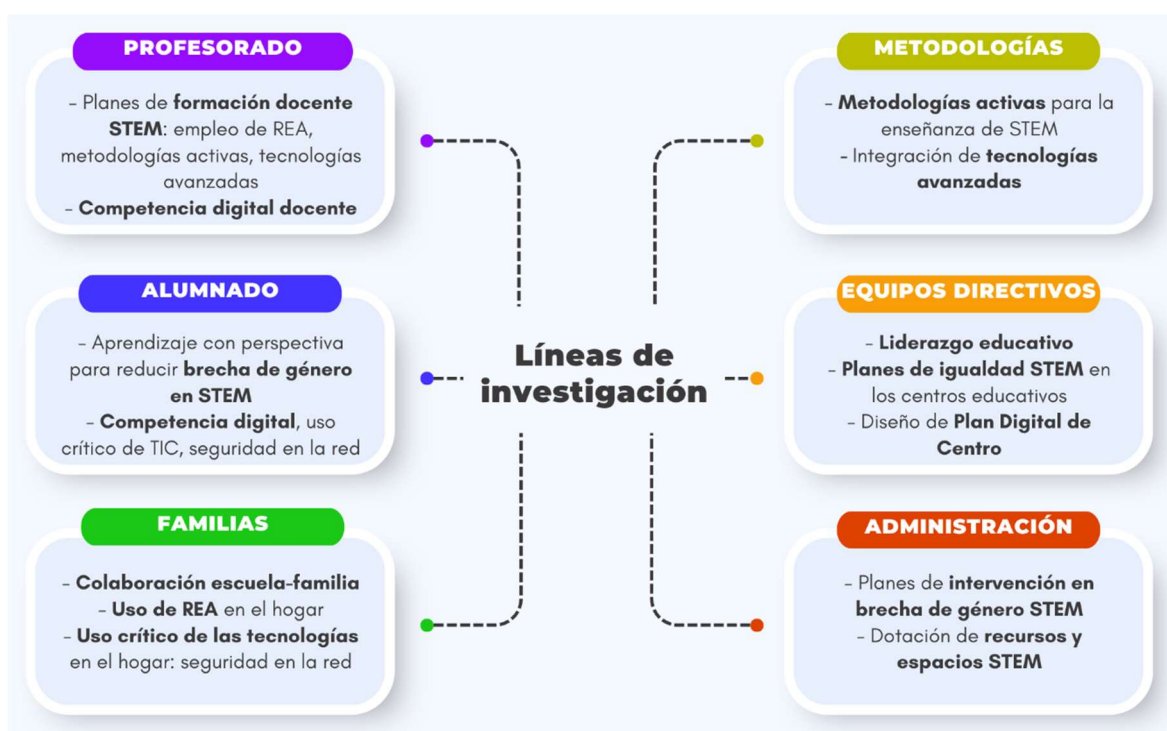 PROFESORADO
- Planes de formación docente
STEM: empleo de REA,
metodologías activas, tecnologías
avanzadas
- Competencia digital docente
ALUMNADO
- Aprendizaje con perspectiva
para reducir brecha de género
en STEM
- Competencia digital, uso
crítico de TIC, seguridad en la red
FAMILIAS
- Colaboración escuela-familia
- Uso de REA en el hogar
- Uso crítico de las tecnologías
en el hogar: seguridad en la red
Líneas de
investigación
METODOLOGÍAS
- Metodologías activas para la
enseñanza de STEM
- Integración de tecnologías
avanzadas
EQUIPOS DIRECTIVOS
- Liderazgo educativo
- Planes de igualdad STEM en
los centros educativos
- Diseño de Plan Digital de
Centro
ADMINISTRACIÓN
- Planes de intervención en
brecha de género STEM
- Dotación de recursos y
espacios STEM